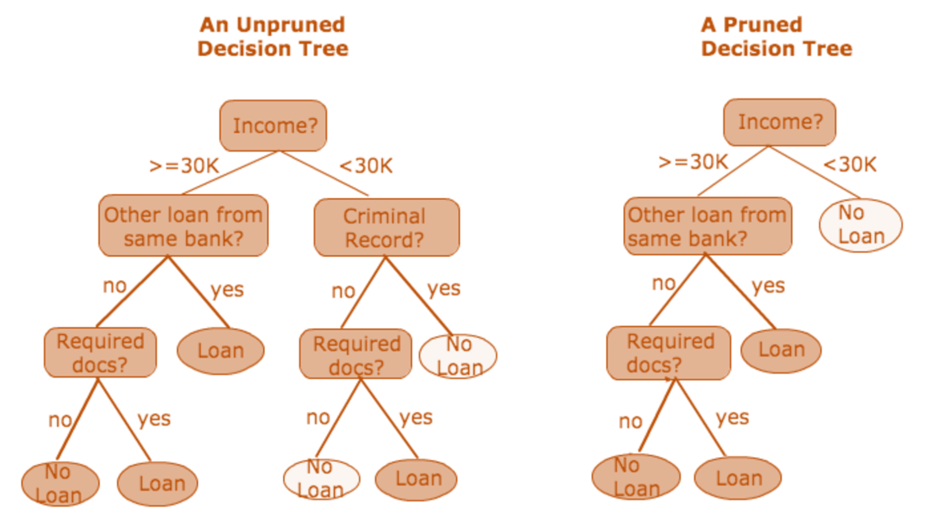 An Unpruned
Decision Tree
Income?
>=30K
<30K
Other loan from
same bank?
Criminal
Record?
no
yes
no
yes
Required
docs?
Loan
Required
docs?
No
Loan
no
yes
no
yes
No
Loan
Loan
No
Loan
Loan
A Pruned
Decision Tree
Income?
>=30K
<30K
Other loan from
same bank?
No
Loan
no
yes
Required
docs?
Loan
no
yes
No
Loan
Loan